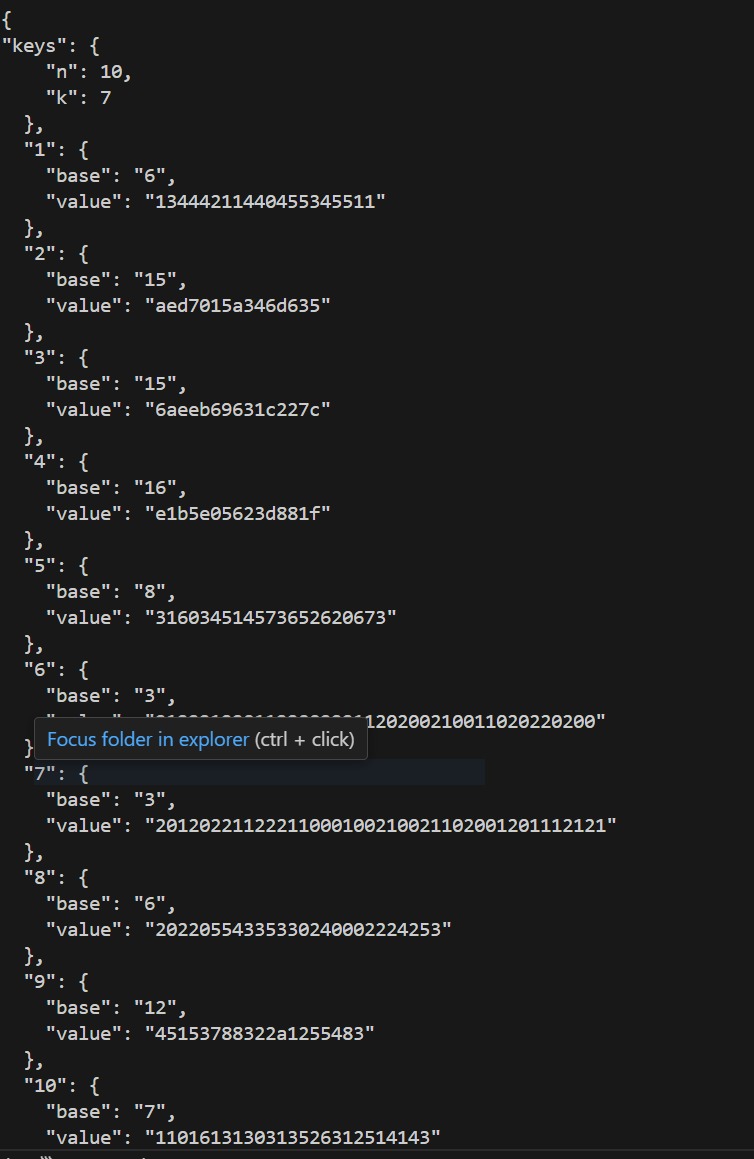 {
"keys": {
"n": 10,
"k": 7
},
"1": {
"base": "6",
"value": "13444211440455345511"
},
"2": {
"base": "15",
"value": "aed7015a346d635"
},
"3": {
"base": "15",
"value": "6aeeb69631c227c"
},
"4": {
"base": "16",
"value": "e1b5e05623d881f"
},
"5": {
"base": "8",
"value": "316034514573652620673"
},
"6": {
"base": "3",
20200210011020220200"
}
Focus folder in explorer (ctrl + click)
"7": {
"base": "3",
"value": "20120221122211000100210021102001201112121"
},
"8": {
"base": "6",
"value": "20220554335330240002224253"
},
"9": {
"base": "12",
"value": "45153788322a1255483"
},
"10": {
"base": "7",
"value": "1101613130313526312514143"